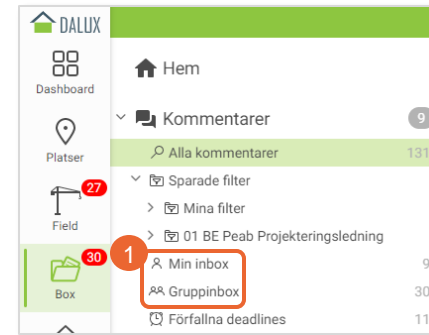 DALUX
Dashboard
Hem
Kommentarer 9
Platser
Alla kommentarer 131
Sparade filter
27
Mina filter
Field
01 BE Peab Projekteringsledning
30
1
Min inbox 9
Box
Gruppinbox 30
Förfallna deadlines 11